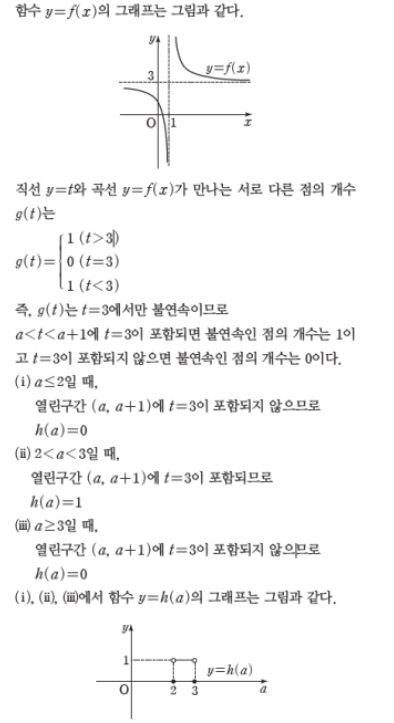 함수 y=f(x)의 그래프는 그림과 같다.
y
3
y=f(x)
O
1
x
직선 y=t와 곡선 y=f(x)가 만나는 서로 다른 점의 개수
g(t)는
1 (t>3)
g(t)= 0 (t=3)
1 (t<3)
즉, g(t)는 t=3에서만 불연속이므로
a<t<a+1에 t=3이 포함되면 불연속인 점의 개수는 1이
고 t=3이 포함되지 않으면 불연속인 점의 개수는 0이다.
(ⅰ) a≤2일 때,
열린구간 (a, a+1)에 t=3이 포함되지 않으므로
h(a)=0
(ⅱ) 2<a<3일 때,
열린구간 (a, a+1)에 t=3이 포함되므로
h(a)=1
(ⅲ) a≥3일 때,
열린구간 (a, a+1)에 t=3이 포함되지 않으므로
h(a)=0
(ⅰ), (ⅱ), (ⅲ)에서 함수 y=h(a)의 그래프는 그림과 같다.
y
1
y=h(a)
O
2
3
a